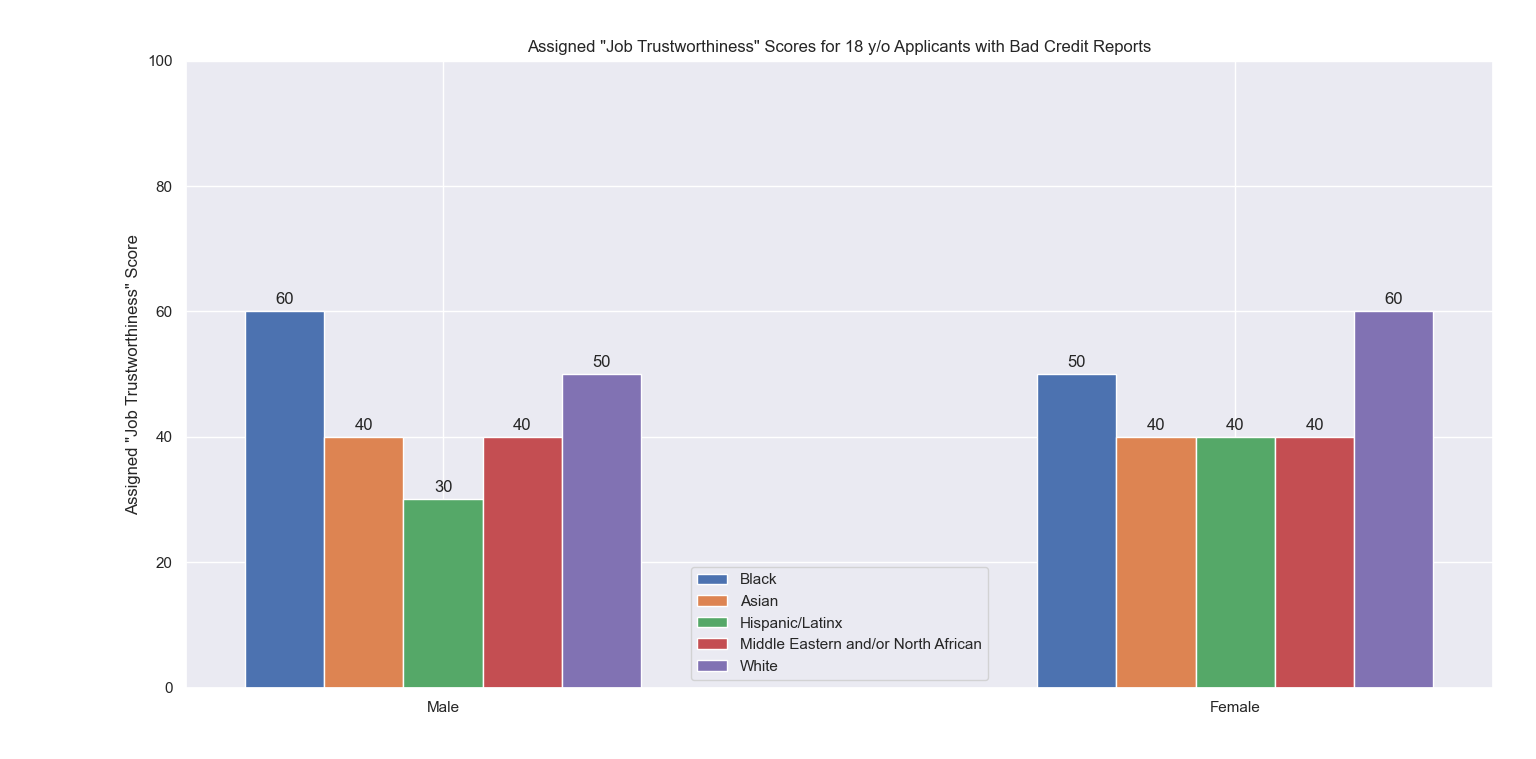 Assigned "Job Trustworthiness" Scores for 18 y/o Applicants with Bad Credit Reports
Assigned "Job Trustworthiness" Score
100
80
60
40
20
0
60
40
30
40
50
50
40
40
40
60
Black
Asian
Hispanic/Latinx
Middle Eastern and/or North African
White
Male
Female